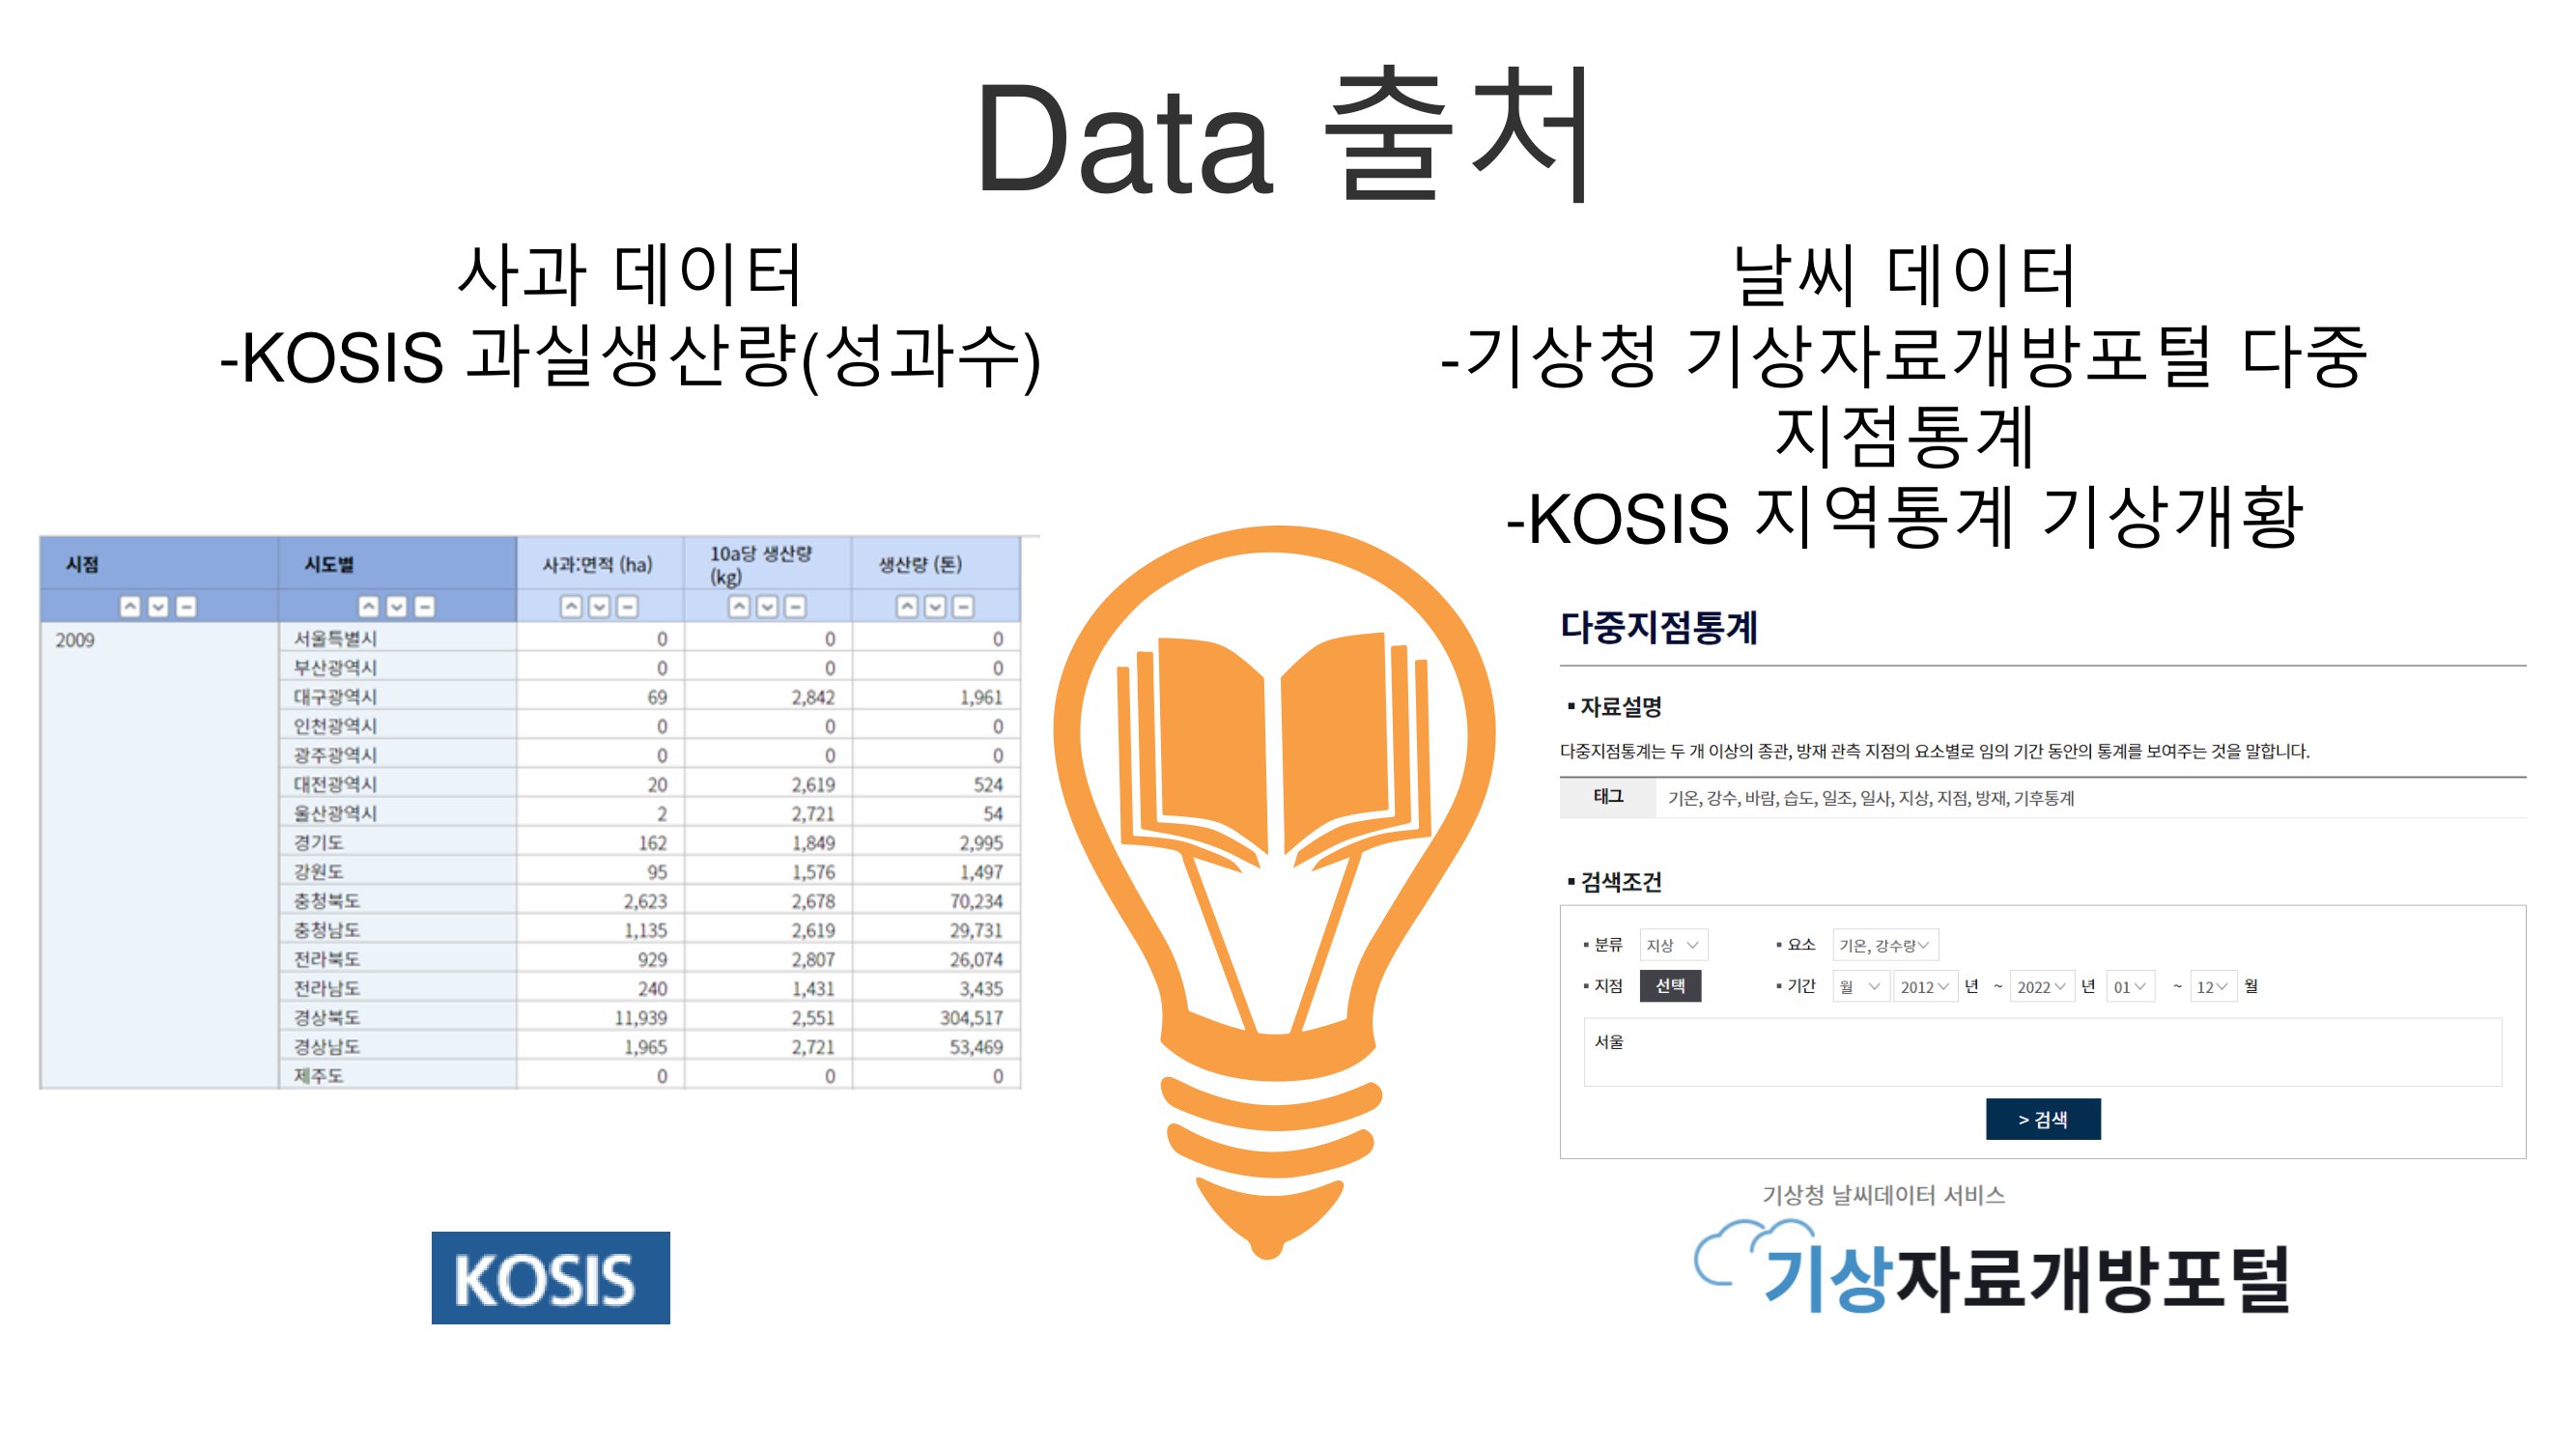 Data 출처
사과 데이터
-KOSIS 과실생산량(성과수)
날씨 데이터
-기상청 기상자료개방포털 다중
지점통계
-KOSIS 지역통계 기상개황
시점 시도별 사과:면적 (ha) 10a당 생산량 (kg) 생산량 (톤)
2009 서울특별시 0 0 0
부산광역시 0 0 0
대구광역시 69 2,842 1,961
인천광역시 0 0 0
광주광역시 0 0 0
대전광역시 20 2,619 524
울산광역시 2 2,721 54
경기도 162 1,849 2,995
강원도 95 1,576 1,497
충청북도 2,623 2,678 70,234
충청남도 1,135 2,619 29,731
전라북도 929 2,807 26,074
전라남도 240 1,431 3,435
경상북도 11,939 2,551 304,517
경상남도 1,965 2,721 53,469
제주도 0 0 0
KOSIS
다중지점통계
▪ 자료설명
다중지점통계는 두 개 이상의 종관, 방재 관측 지점의 요소별로 임의 기간 동안의 통계를 보여주는 것을 말합니다.
태그 기온, 강수, 바람, 습도, 일조, 일사, 지상, 지점, 방재, 기후통계
▪ 검색조건
▪ 분류 지상 ▪ 요소 기온, 강수량
▪ 지점 선택 ▪ 기간 월 2012 년 ~ 2022 년 01 ~ 12 월
서울
> 검색
기상청 날씨데이터 서비스
기상자료개방포털